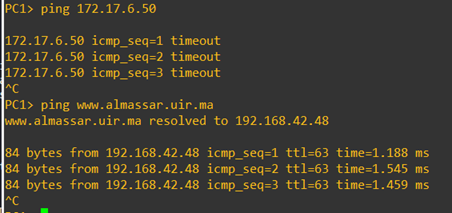 PC1> ping 172.17.6.50
172.17.6.50 icmp_seq=1 timeout
172.17.6.50 icmp_seq=2 timeout
172.17.6.50 icmp_seq=3 timeout
^C
PC1> ping www.almassar.uir.ma
www.almassar.uir.ma resolved to 192.168.42.48
84 bytes from 192.168.42.48 icmp_seq=1 ttl=63 time=1.188 ms
84 bytes from 192.168.42.48 icmp_seq=2 ttl=63 time=1.545 ms
84 bytes from 192.168.42.48 icmp_seq=3 ttl=63 time=1.459 ms
^C